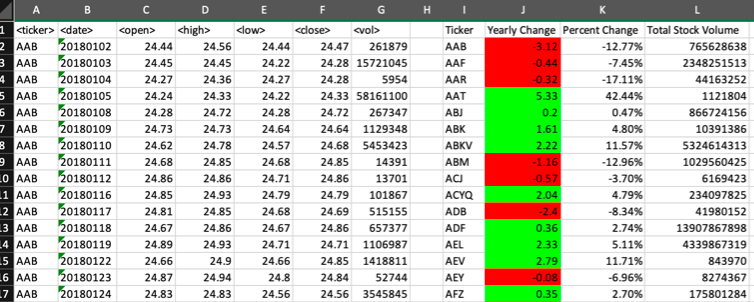 A B C D E F G H I J K L
1 <ticker> <date> <open> <high> <low> <close> <vol> Ticker Yearly Change Percent Change Total Stock Volume
2 AAB 20180102 24.44 24.56 24.44 24.47 261879 AAB -3.12 -12.77% 765628638
3 AAB 20180103 24.45 24.45 24.22 24.28 15721045 AAF -0.44 -7.45% 2348251513
4 AAB 20180104 24.27 24.36 24.27 24.28 5954 AAR -0.32 -17.11% 44163252
5 AAB 20180105 24.24 24.33 24.22 24.33 58161100 AAT 5.33 42.44% 1121804
6 AAB 20180108 24.28 24.72 24.28 24.72 267347 ABJ 0.2 0.47% 866724156
7 AAB 20180109 24.73 24.73 24.64 24.64 1129348 ABK 1.61 4.80% 10391386
8 AAB 20180110 24.62 24.78 24.57 24.68 5453423 ABKV 2.22 11.57% 5324614313
9 AAB 20180111 24.68 24.85 24.68 24.85 14391 ABM -1.16 -12.96% 1029560425
10 AAB 20180112 24.86 24.86 24.71 24.86 13701 ACJ -0.57 -3.70% 6169423
11 AAB 20180116 24.85 24.93 24.79 24.79 101867 ACYQ 2.04 4.79% 234097825
12 AAB 20180117 24.81 24.85 24.68 24.69 515155 ADB -2.4 -8.34% 41980152
13 AAB 20180118 24.67 24.86 24.67 24.86 657377 ADF 0.36 2.74% 13907867898
14 AAB 20180119 24.89 24.93 24.71 24.71 1106987 AEL 2.33 5.11% 4339867319
15 AAB 20180122 24.66 24.9 24.66 24.85 1418811 AEV 2.79 11.71% 843970
16 AAB 20180123 24.87 24.94 24.8 24.84 52744 AEY -0.08 -6.96% 8274367
17 AAB 20180124 24.83 24.83 24.56 24.56 3545845 AFZ 0.35 2.70% 175801284